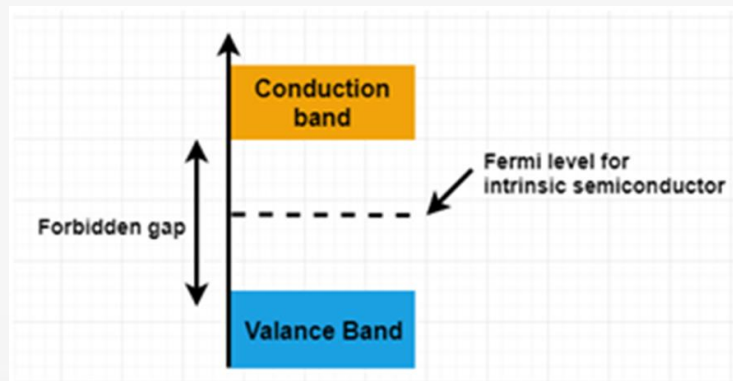 Conduction
band
Fermi level for
intrinsic semiconductor
Forbidden gap
Valance Band